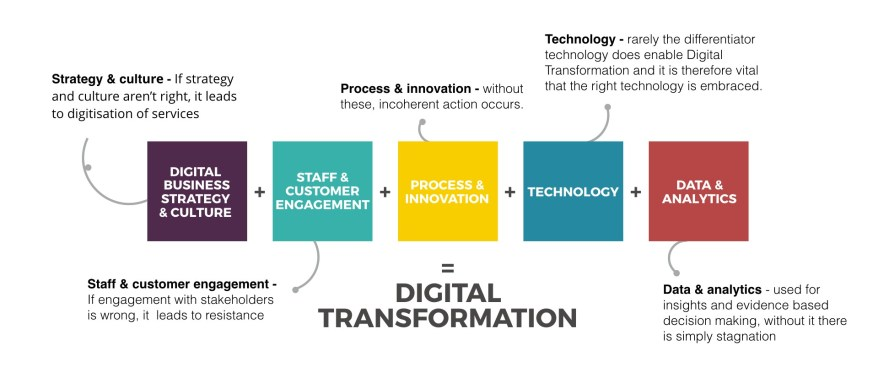 Technology - rarely the differentiator
technology does enable Digital
Transformation and it is therefore vital
that the right technology is embraced.
Strategy & culture - If strategy
and culture aren't right, it leads
to digitisation of services
Process & innovation - without
these, incoherent action occurs.
DIGITAL
BUSINESS
STRATEGY
& CULTURE
+
STAFF &
CUSTOMER
ENGAGEMENT
+
PROCESS &
INNOVATION
+
TECHNOLOGY
+
DATA &
ANALYTICS
Staff & customer engagement -
If engagement with stakeholders
is wrong, it leads to resistance
=
DIGITAL
TRANSFORMATION
Data & analytics - used for
insights and evidence based
decision making, without it there
is simply stagnation